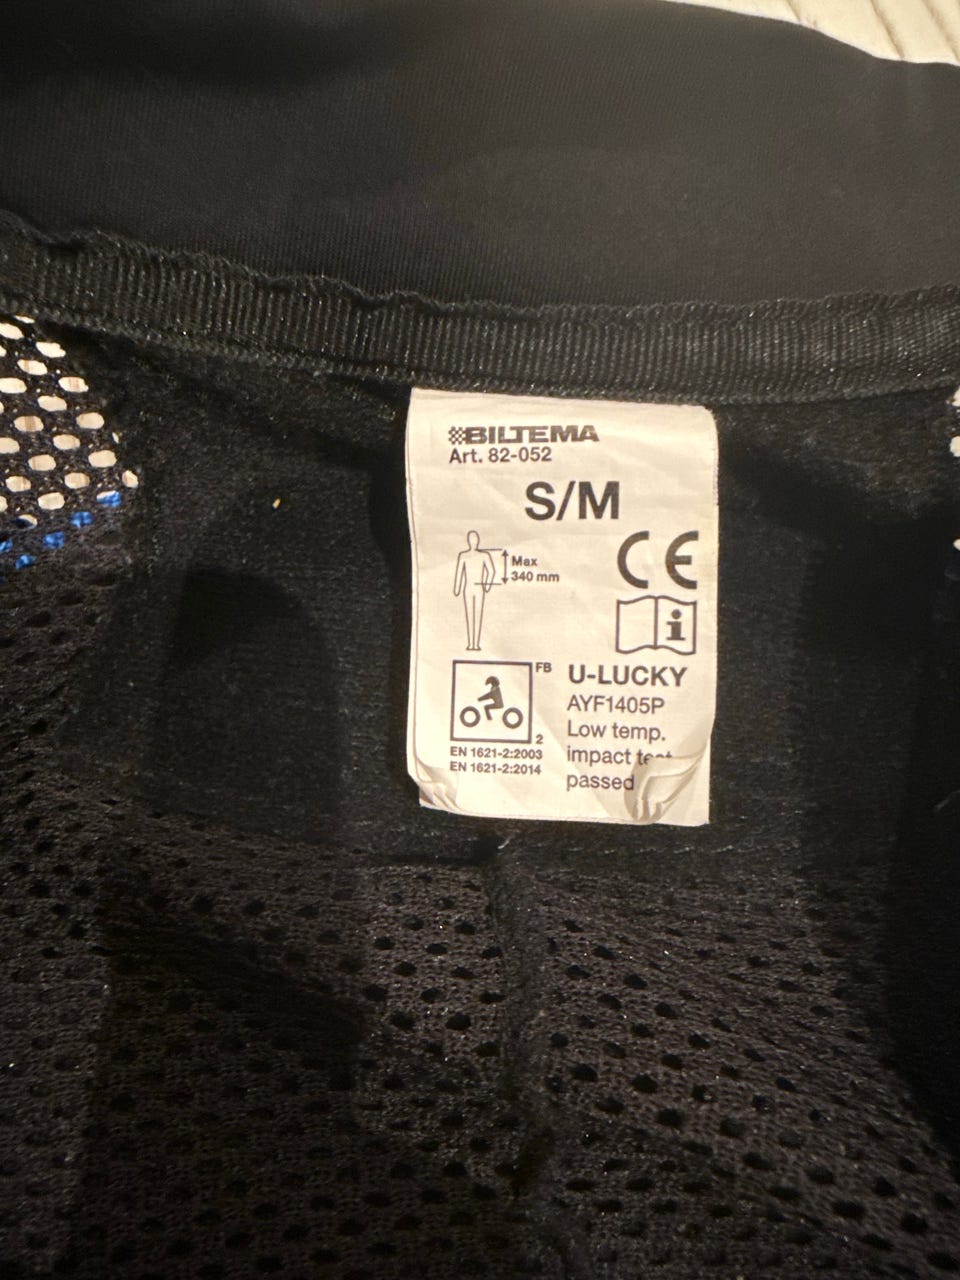 BILTEMA
Art. 82-052
S/M
Max
340 mm
CE
i
FB
2
EN 1621-2:2003
EN 1621-2:2014
U-LUCKY
AYF1405P
Low temp.
impact test
passed